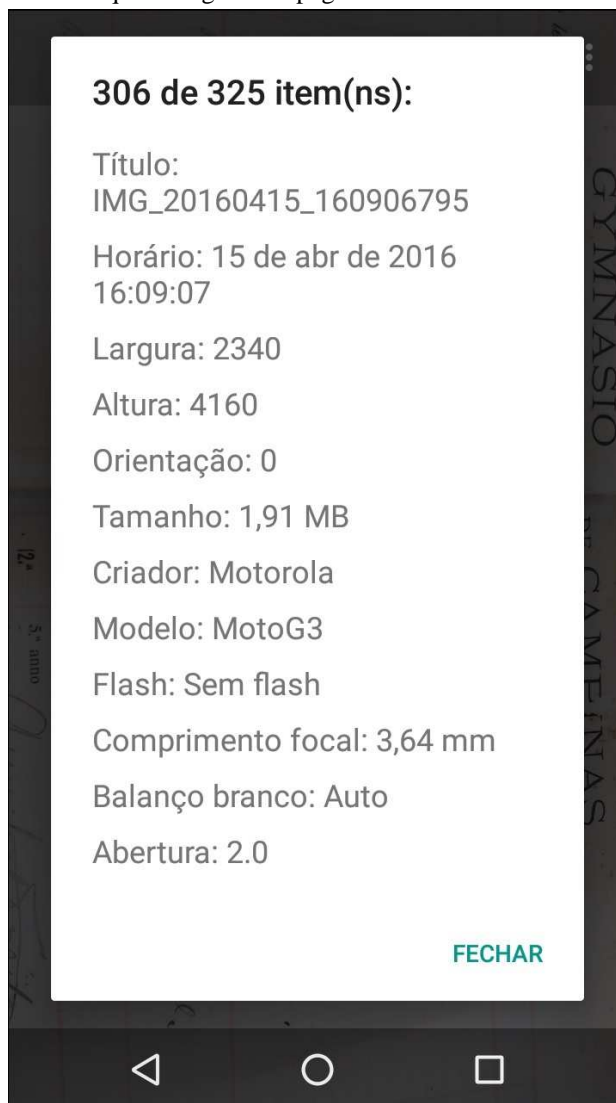 306 de 325 item(ns):
Título:
IMG_20160415_160906795
Horário: 15 de abr de 2016
16:09:07
Largura: 2340
Altura: 4160
Orientação: 0
Tamanho: 1,91 MB
Criador: Motorola
Modelo: MotoG3
Flash: Sem flash
Comprimento focal: 3,64 mm
Balanço branco: Auto
Abertura: 2.0
FECHAR
GYMNASIO
DE CAMPINAS
12.ª
5.º anno